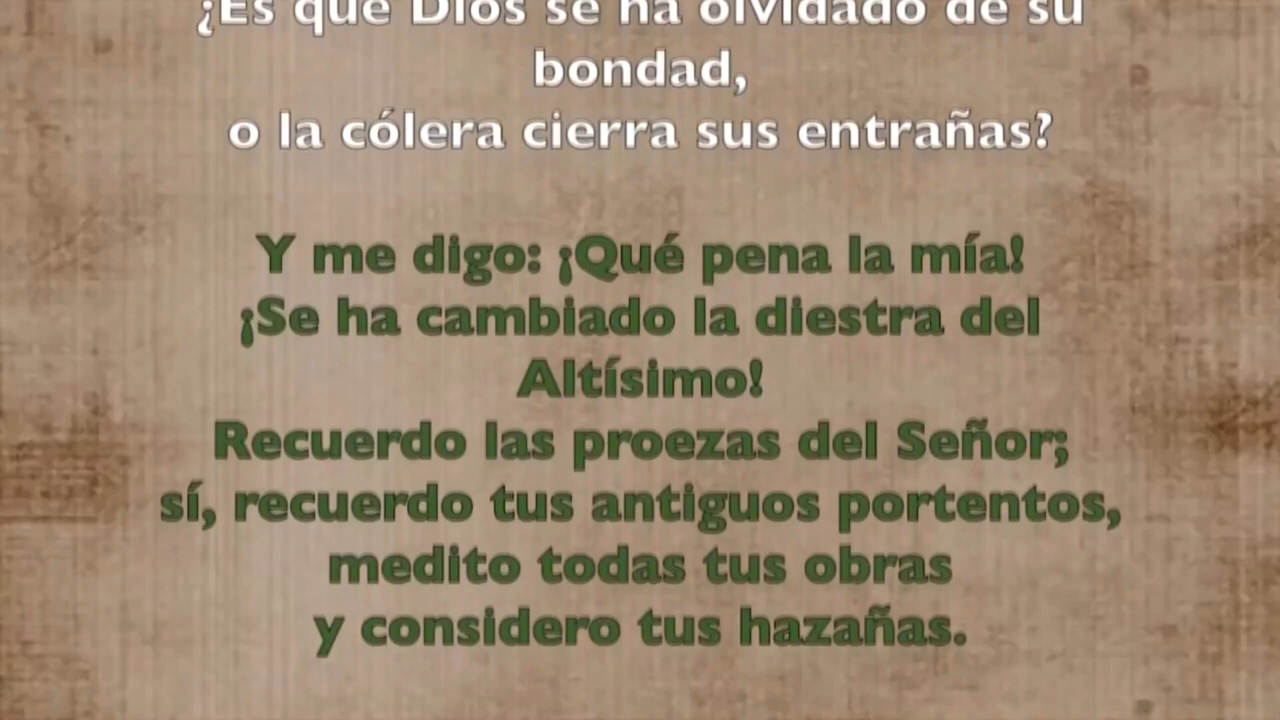 ¿Es que Dios se ha olvidado de su
bondad,
o la cólera cierra sus entrañas?
Y me digo: ¡Qué pena la mía!
¡Se ha cambiado la diestra del
Altísimo!
Recuerdo las proezas del Señor;
sí, recuerdo tus antiguos portentos,
medito todas tus obras
y considero tus hazañas.